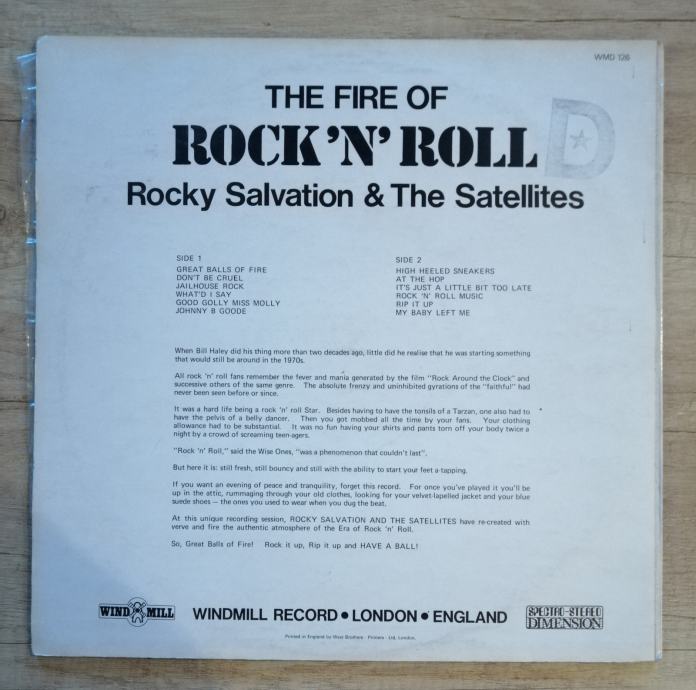 WMD 126
THE FIRE OF
ROCK 'N' ROLL
D
Rocky Salvation & The Satellites
SIDE 1
GREAT BALLS OF FIRE
DON'T BE CRUEL
JAILHOUSE ROCK
WHAT'D I SAY
GOOD GOLLY MISS MOLLY
JOHNNY B GOODE
SIDE 2
HIGH HEELED SNEAKERS
AT THE HOP
IT'S JUST A LITTLE BIT TOO LATE
ROCK 'N' ROLL MUSIC
RIP IT UP
MY BABY LEFT ME
When Bill Haley did his thing more than two decades ago, little did he realise that he was starting something
that would still be around in the 1970s.
All rock 'n' roll fans remember the fever and mania generated by the film "Rock Around the Clock" and
successive others of the same genre. The absolute frenzy and uninhibited gyrations of the "faithful" had
never been seen before or since.
It was a hard life being a rock 'n' roll Star. Besides having to have the tonsils of a Tarzan, one also had to
have the pelvis of a belly dancer. Then you got mobbed all the time by your fans. Your clothing
allowance had to be substantial. It was no fun having your shirts and pants torn off your body twice a
night by a crowd of screaming teen-agers.
"Rock 'n' Roll," said the Wise Ones, "was a phenomenon that couldn't last".
But here it is: still fresh, still bouncy and still with the ability to start your feet a-tapping.
If you want an evening of peace and tranquility, forget this record. For once you've played it you'll be
up in the attic, rummaging through your old clothes, looking for your velvet-lapelled jacket and your blue
suede shoes — the ones you used to wear when you dug the beat.
At this unique recording session, ROCKY SALVATION AND THE SATELLITES have re-created with
verve and fire the authentic atmosphere of the Era of Rock 'n' Roll.
So, Great Balls of Fire! Rock it up, Rip it up and HAVE A BALL!
WINDMILL
WINDMILL RECORD • LONDON • ENGLAND
SPECTRO-STEREO
DIMENSION
Printed in England by West Brothers · Printers · Ltd, London.